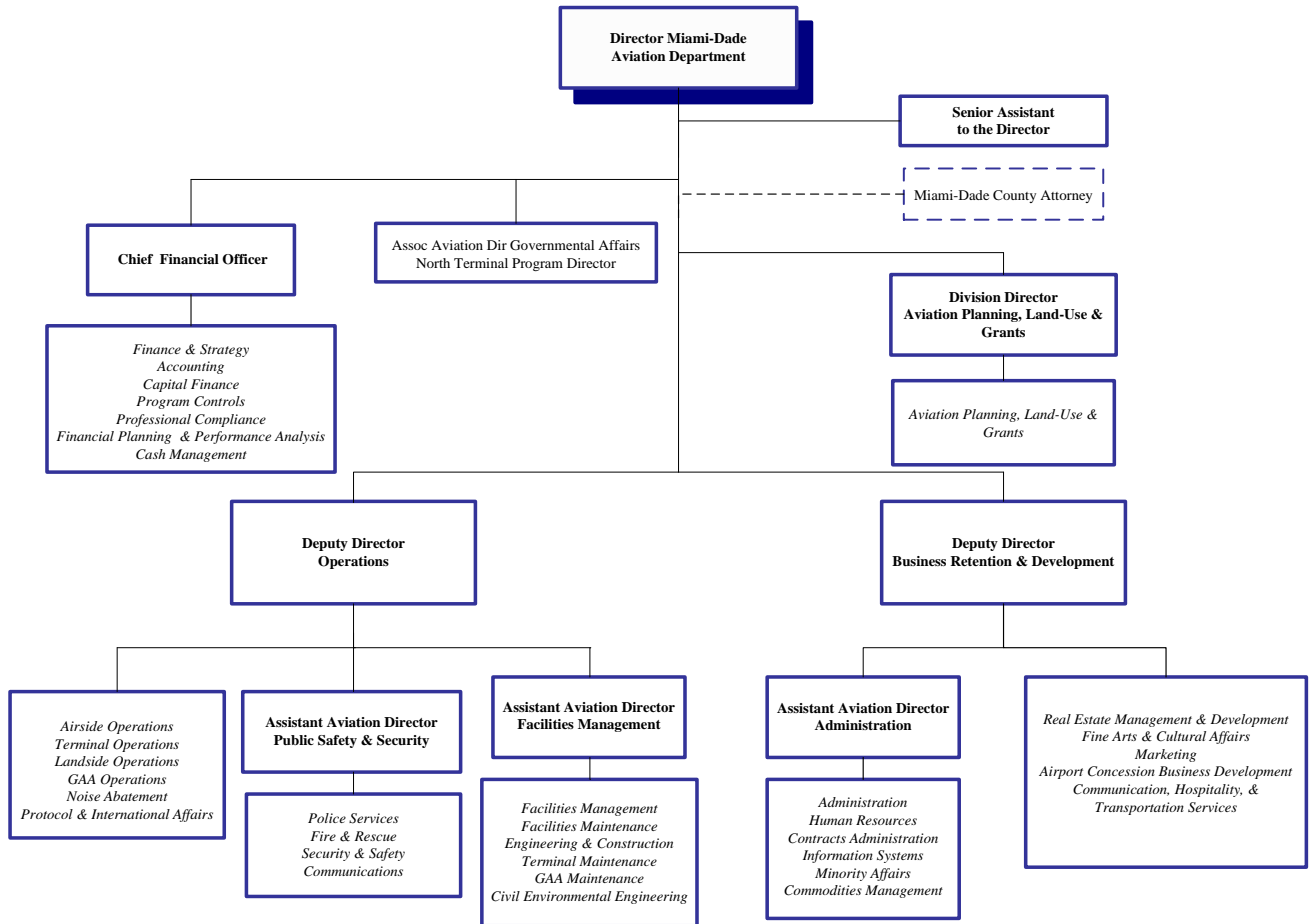 Director Miami-Dade
Aviation Department
Senior Assistant
to the Director
Miami-Dade County Attorney
Chief Financial Officer
Assoc Aviation Dir Governmental Affairs
North Terminal Program Director
Division Director
Aviation Planning, Land-Use &
Grants
Finance & Strategy
Accounting
Capital Finance
Program Controls
Professional Compliance
Financial Planning & Performance Analysis
Cash Management
Aviation Planning, Land-Use &
Grants
Deputy Director
Operations
Deputy Director
Business Retention & Development
Airside Operations
Terminal Operations
Landside Operations
GAA Operations
Noise Abatement
Protocol & International Affairs
Assistant Aviation Director
Public Safety & Security
Police Services
Fire & Rescue
Security & Safety
Communications
Assistant Aviation Director
Facilities Management
Facilities Management
Facilities Maintenance
Engineering & Construction
Terminal Maintenance
GAA Maintenance
Civil Environmental Engineering
Assistant Aviation Director
Administration
Administration
Human Resources
Contracts Administration
Information Systems
Minority Affairs
Commodities Management
Real Estate Management & Development
Fine Arts & Cultural Affairs
Marketing
Airport Concession Business Development
Communication, Hospitality, &
Transportation Services